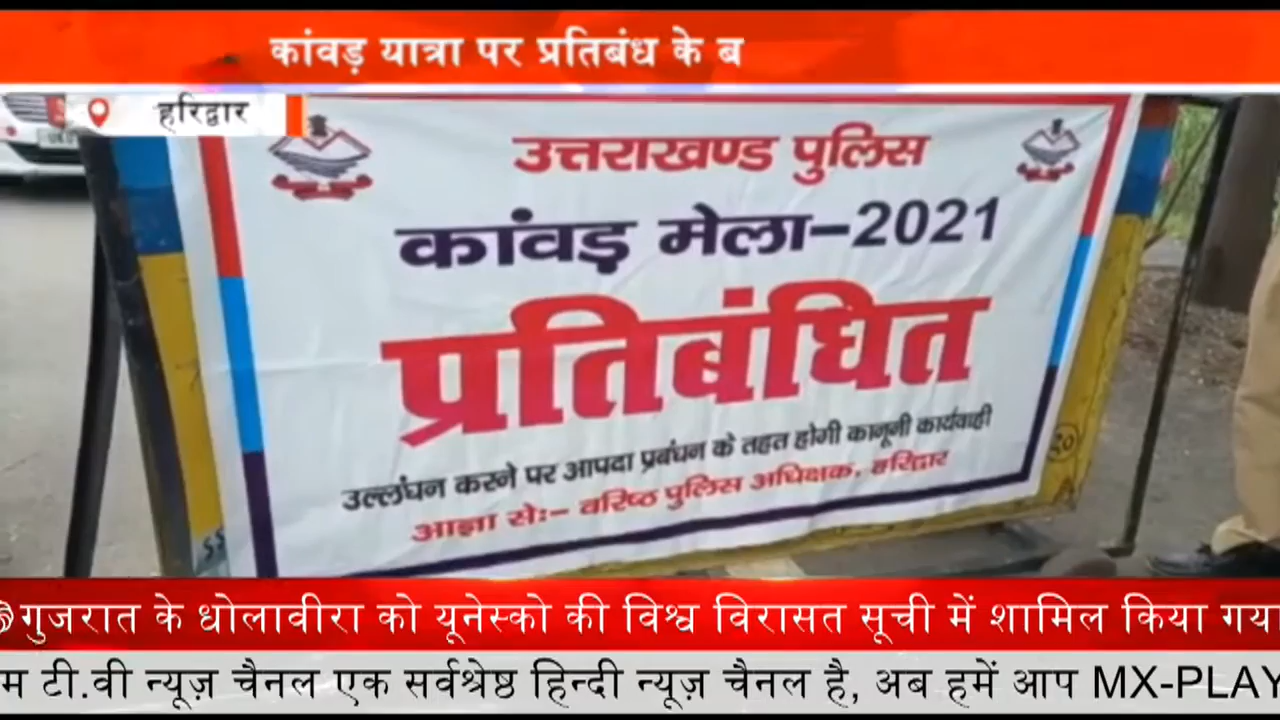 कांवड़ यात्रा पर प्रतिबंध के ब
हरिद्वार
उत्तराखण्ड पुलिस
कांवड़ मेला-2021
प्रतिबंधित
उल्लंघन करने पर आपदा प्रबंधन के तहत होगी कानूनी कार्यवाही
आज्ञा से:- वरिष्ठ पुलिस अधिक्षक, हरिद्वार
20
गुजरात के धोलावीरा को यूनेस्को की विश्व विरासत सूची में शामिल किया गया
म टी.वी न्यूज़ चैनल एक सर्वश्रेष्ठ हिन्दी न्यूज़ चैनल है, अब हमें आप MX-PLAY